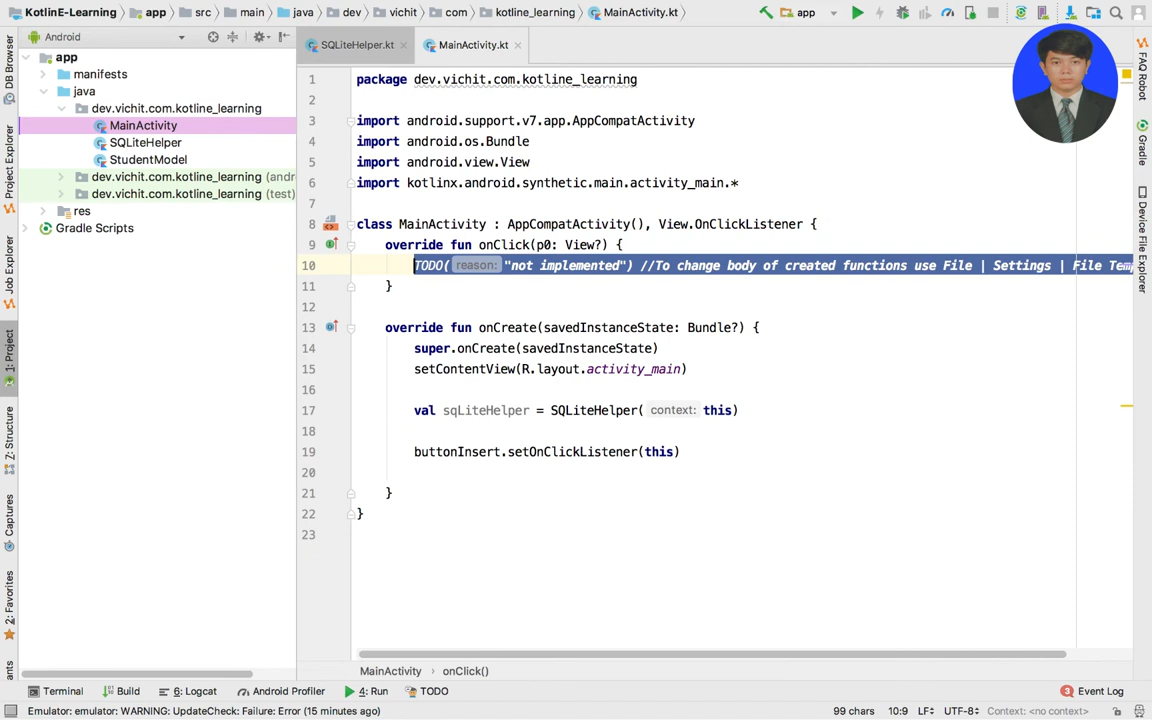 KotlinE-Learning app src main java dev vichit com kotline_learning MainActivity.kt app
Android
SQLiteHelper.kt MainActivity.kt
app
manifests
java
dev.vichit.com.kotline_learning
MainActivity
SQLiteHelper
StudentModel
dev.vichit.com.kotline_learning (andr
dev.vichit.com.kotline_learning (test)
res
Gradle Scripts
DB Browser
Project Explorer
Job Explorer
1: Project
7: Structure
Captures
2: Favorites
ants
1 package dev.vichit.com.kotline_learning
2
3 import android.support.v7.app.AppCompatActivity
4 import android.os.Bundle
5 import android.view.View
6 import kotlinx.android.synthetic.main.activity_main.*
7
8 class MainActivity : AppCompatActivity(), View.OnClickListener {
9 override fun onClick(p0: View?) {
10 TODO( reason: "not implemented") //To change body of created functions use File | Settings | File Temp
11 }
12
13 override fun onCreate(savedInstanceState: Bundle?) {
14 super.onCreate(savedInstanceState)
15 setContentView(R.layout.activity_main)
16
17 val sqLiteHelper = SQLiteHelper( context: this)
18
19 buttonInsert.setOnClickListener(this)
20
21 }
22 }
23
FAQ Robot
Gradle
Device File Explorer
MainActivity › onClick()
Terminal Build 6: Logcat Android Profiler 4: Run TODO 3 Event Log
Emulator: emulator: WARNING: UpdateCheck: Failure: Error (15 minutes ago) 99 chars 10:9 LF UTF-8 Context: <no context>